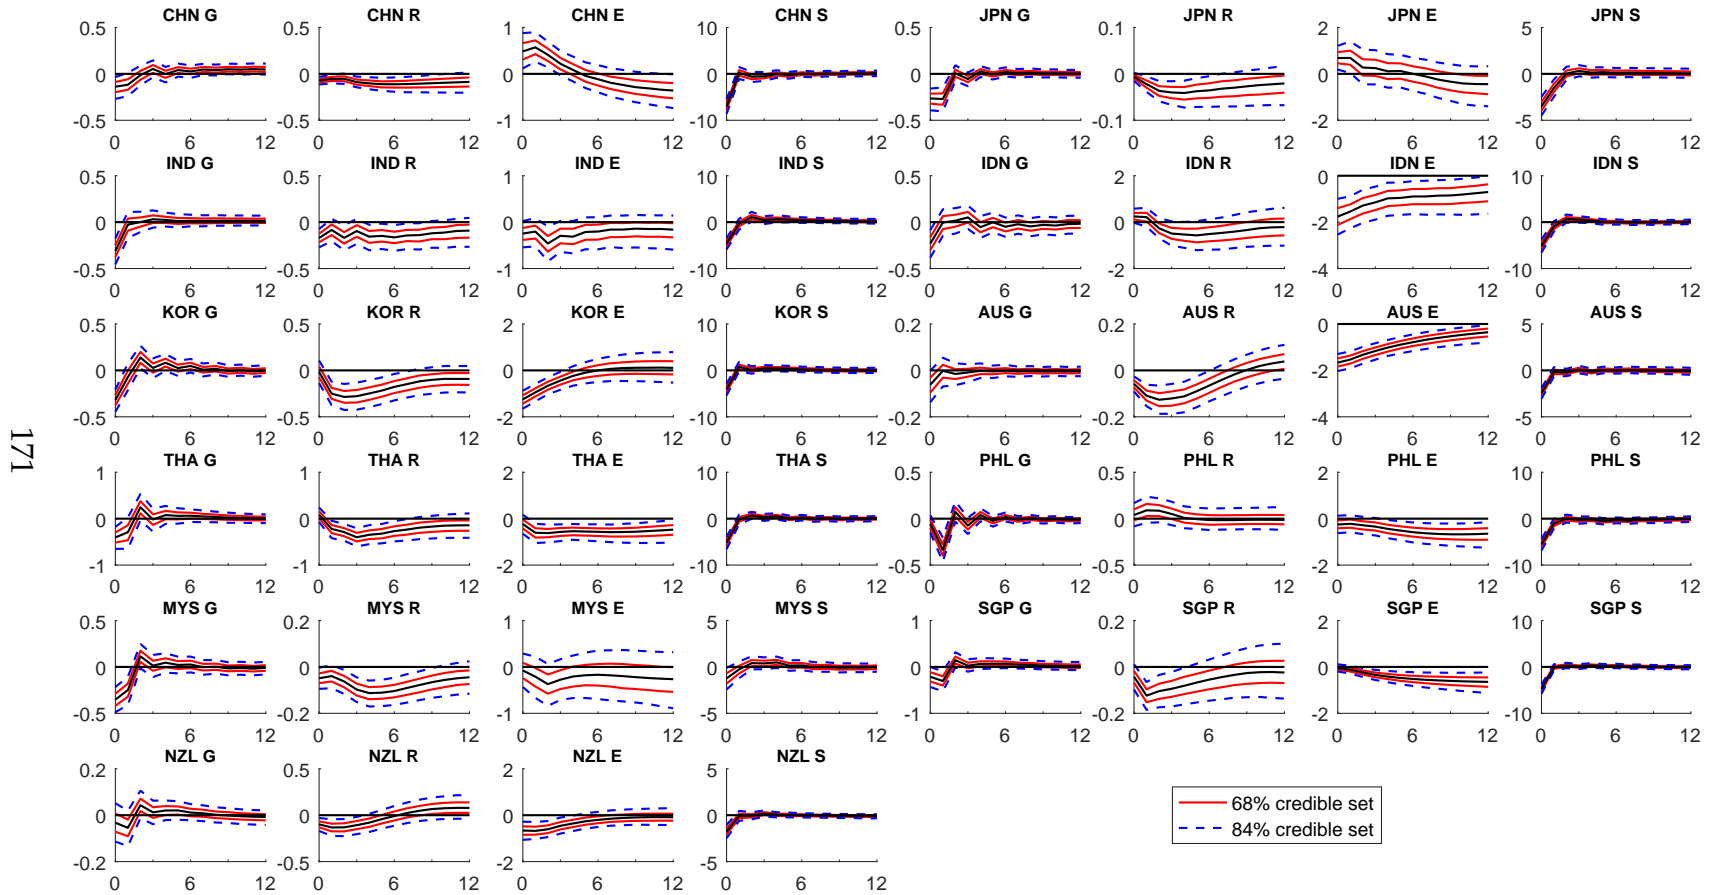 CHN G CHN R CHN E CHN S JPN G JPN R JPN E JPN S
0.5 0.5 1 10 0.5 0.1 2 5
0 0 0 0 0 0 0 0
-0.5 -0.5 -1 -10 -0.5 -0.1 -2 -5
0 6 12 0 6 12 0 6 12 0 6 12 0 6 12 0 6 12 0 6 12 0 6 12
IND G IND R IND E IND S IDN G IDN R IDN E IDN S
0.5 0.5 1 10 0.5 2 0 10
0 0 0 0 0 0 -2 0
-0.5 -0.5 -1 -10 -0.5 -2 -4 -10
0 6 12 0 6 12 0 6 12 0 6 12 0 6 12 0 6 12 0 6 12 0 6 12
KOR G KOR R KOR E KOR S AUS G AUS R AUS E AUS S
0.5 0.5 2 10 0.2 0.2 0 5
0 0 0 0 0 0 -2 0
-0.5 -0.5 -2 -10 -0.2 -0.2 -4 -5
0 6 12 0 6 12 0 6 12 0 6 12 0 6 12 0 6 12 0 6 12 0 6 12
171
THA G THA R THA E THA S PHL G PHL R PHL E PHL S
1 1 2 10 0.5 0.5 2 10
0 0 0 0 0 0 0 0
-1 -1 -2 -10 -0.5 -0.5 -2 -10
0 6 12 0 6 12 0 6 12 0 6 12 0 6 12 0 6 12 0 6 12 0 6 12
MYS G MYS R MYS E MYS S SGP G SGP R SGP E SGP S
0.5 0.2 1 5 1 0.2 2 10
0 0 0 0 0 0 0 0
-0.5 -0.2 -1 -5 -1 -0.2 -2 -10
0 6 12 0 6 12 0 6 12 0 6 12 0 6 12 0 6 12 0 6 12 0 6 12
NZL G NZL R NZL E NZL S
0.2 0.5 2 5
0 0 0 0
-0.2 -0.5 -2 -5
0 6 12 0 6 12 0 6 12 0 6 12
68% credible set
84% credible set